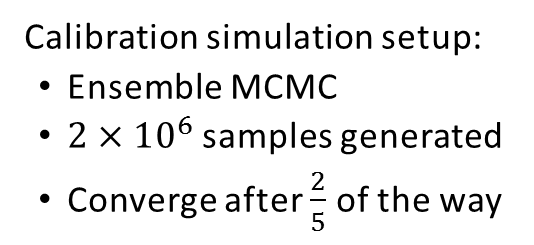 Calibration simulation setup:
• Ensemble MCMC
• 2 × 10⁶ samples generated
• Converge after 2/5 of the way